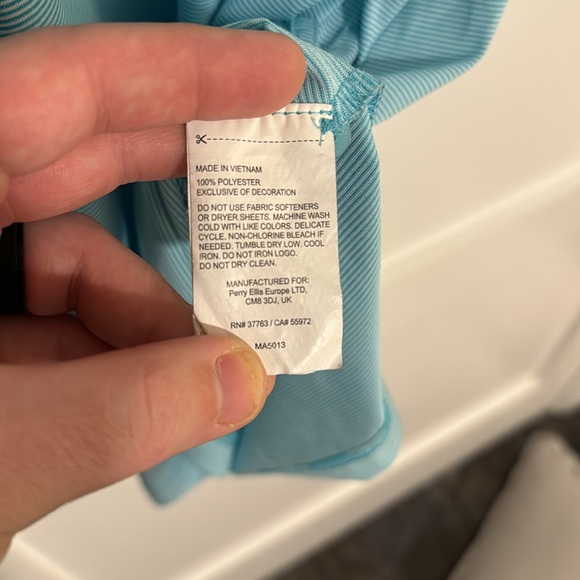 MADE IN VIETNAM
100% POLYESTER
EXCLUSIVE OF DECORATION
DO NOT USE FABRIC SOFTENERS
OR DRYER SHEETS. MACHINE WASH
COLD WITH LIKE COLORS. DELICATE
CYCLE. NON-CHLORINE BLEACH IF
NEEDED. TUMBLE DRY LOW. COOL
IRON. DO NOT IRON LOGO.
DO NOT DRY CLEAN.
MANUFACTURED FOR:
Perry Ellis Europe LTD,
CM8 3DJ, UK
RN# 37763 / CA# 55972
MA5013